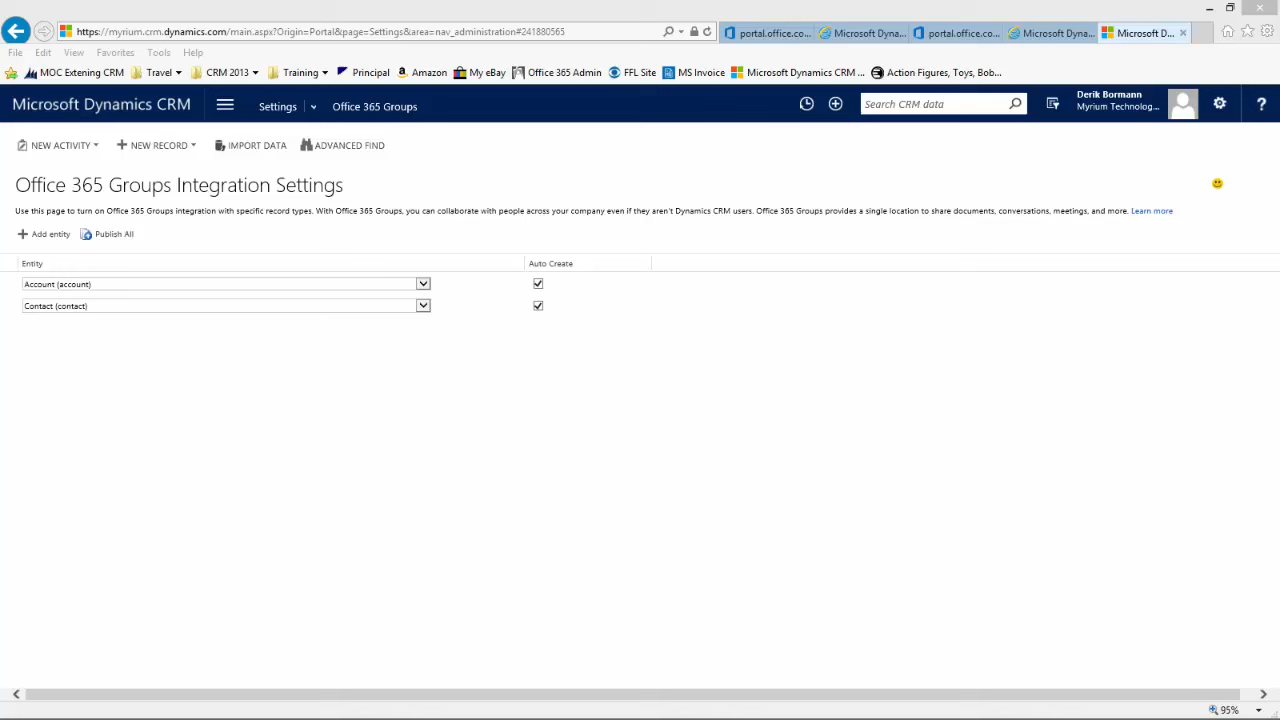 https://myrium.crm.dynamics.com/main.aspx?Origin=Portal&page=Settings&area=nav_administration#241880565
portal.office.co...
Microsoft Dyna...
portal.office.co...
Microsoft Dyna...
Microsoft D...
File Edit View Favorites Tools Help
MOC Extening CRM Travel CRM 2013 Training Principal Amazon My eBay Office 365 Admin FFL Site MS Invoice Microsoft Dynamics CRM ... Action Figures, Toys, Bob...
Microsoft Dynamics CRM Settings Office 365 Groups Search CRM data
Derik Bormann
Myrium Technolog...
?
NEW ACTIVITY NEW RECORD IMPORT DATA ADVANCED FIND
Office 365 Groups Integration Settings
Use this page to turn on Office 365 Groups integration with specific record types. With Office 365 Groups, you can collaborate with people across your company even if they aren't Dynamics CRM users. Office 365 Groups provides a single location to share documents, conversations, meetings, and more. Learn more
Add entity Publish All
Entity Auto Create
Account (account)
Contact (contact)
95%